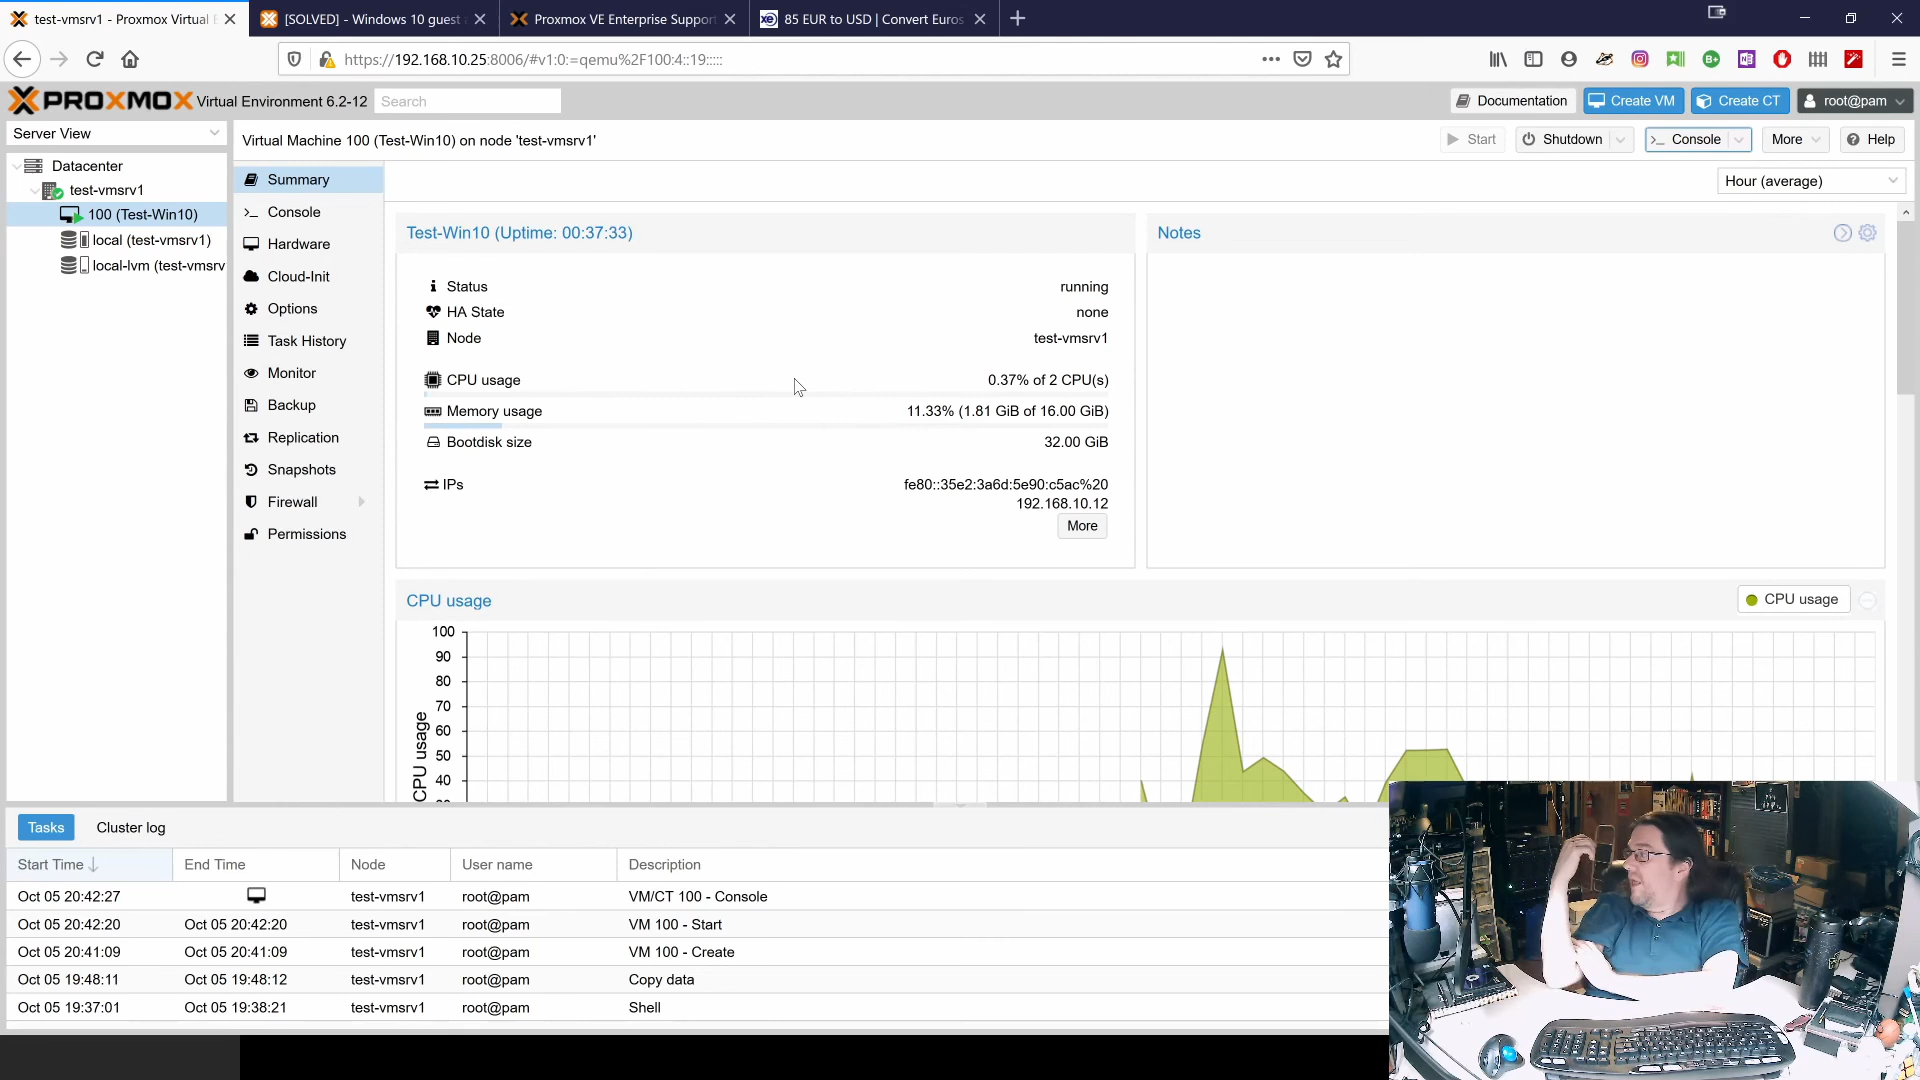 test-vmsrv1 - Proxmox Virtual E
[SOLVED] - Windows 10 guest
Proxmox VE Enterprise Support
xe 85 EUR to USD | Convert Euros
https://192.168.10.25:8006/#v1:0:=qemu%2F100:4::19:::::
PROXMOX Virtual Environment 6.2-12
Search
Documentation
Create VM
Create CT
root@pam
Server View
Virtual Machine 100 (Test-Win10) on node 'test-vmsrv1'
Start
Shutdown
Console
More
Help
Datacenter
test-vmsrv1
100 (Test-Win10)
local (test-vmsrv1)
local-lvm (test-vmsrv
Summary
Console
Hardware
Cloud-Init
Options
Task History
Monitor
Backup
Replication
Snapshots
Firewall
Permissions
Hour (average)
Test-Win10 (Uptime: 00:37:33)
Status running
HA State none
Node test-vmsrv1
CPU usage 0.37% of 2 CPU(s)
Memory usage 11.33% (1.81 GiB of 16.00 GiB)
Bootdisk size 32.00 GiB
IPs fe80::35e2:3a6d:5e90:c5ac%20
192.168.10.12
More
Notes
CPU usage
CPU usage
100
90
80
70
60
50
40
CPU usage
Tasks
Cluster log
Start Time End Time Node User name Description
Oct 05 20:42:27 test-vmsrv1 root@pam VM/CT 100 - Console
Oct 05 20:42:20 Oct 05 20:42:20 test-vmsrv1 root@pam VM 100 - Start
Oct 05 20:41:09 Oct 05 20:41:09 test-vmsrv1 root@pam VM 100 - Create
Oct 05 19:48:11 Oct 05 19:48:12 test-vmsrv1 root@pam Copy data
Oct 05 19:37:01 Oct 05 19:38:21 test-vmsrv1 root@pam Shell